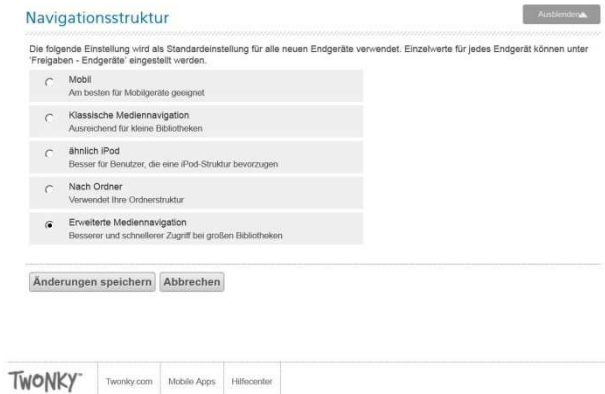 Navigationsstruktur
Ausblenden
Die folgende Einstellung wird als Standardeinstellung für alle neuen Endgeräte verwendet. Einzelwerte für jedes Endgerät können unter
'Freigaben - Endgeräte' eingestellt werden.
Mobil
Am besten für Mobilgeräte geeignet
Klassische Mediennavigation
Ausreichend für kleine Bibliotheken
ähnlich iPod
Besser für Benutzer, die eine iPod-Struktur bevorzugen
Nach Ordner
Verwendet Ihre Ordnerstruktur
Erweiterte Mediennavigation
Besserer und schnellerer Zugriff bei großen Bibliotheken
Änderungen speichern Abbrechen
TWONKY™ Twonky.com Mobile Apps Hilfecenter